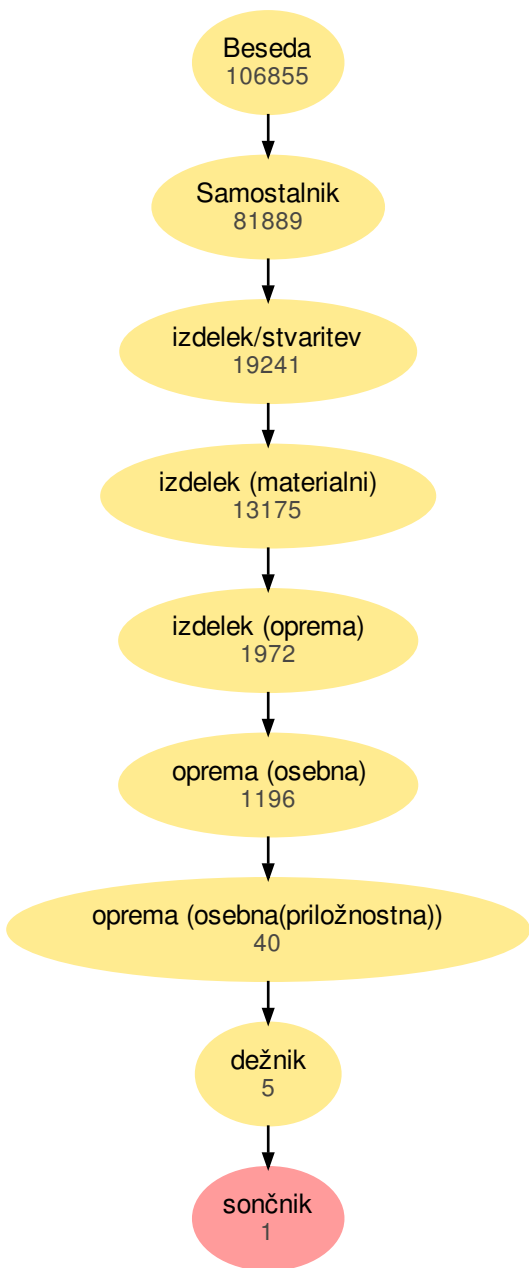 Beseda
106855
Samostalnik
81889
izdelek/stvaritev
19241
izdelek (materialni)
13175
izdelek (oprema)
1972
oprema (osebna)
1196
oprema (osebna(priložnostna))
40
dežnik
5
sončnik
1